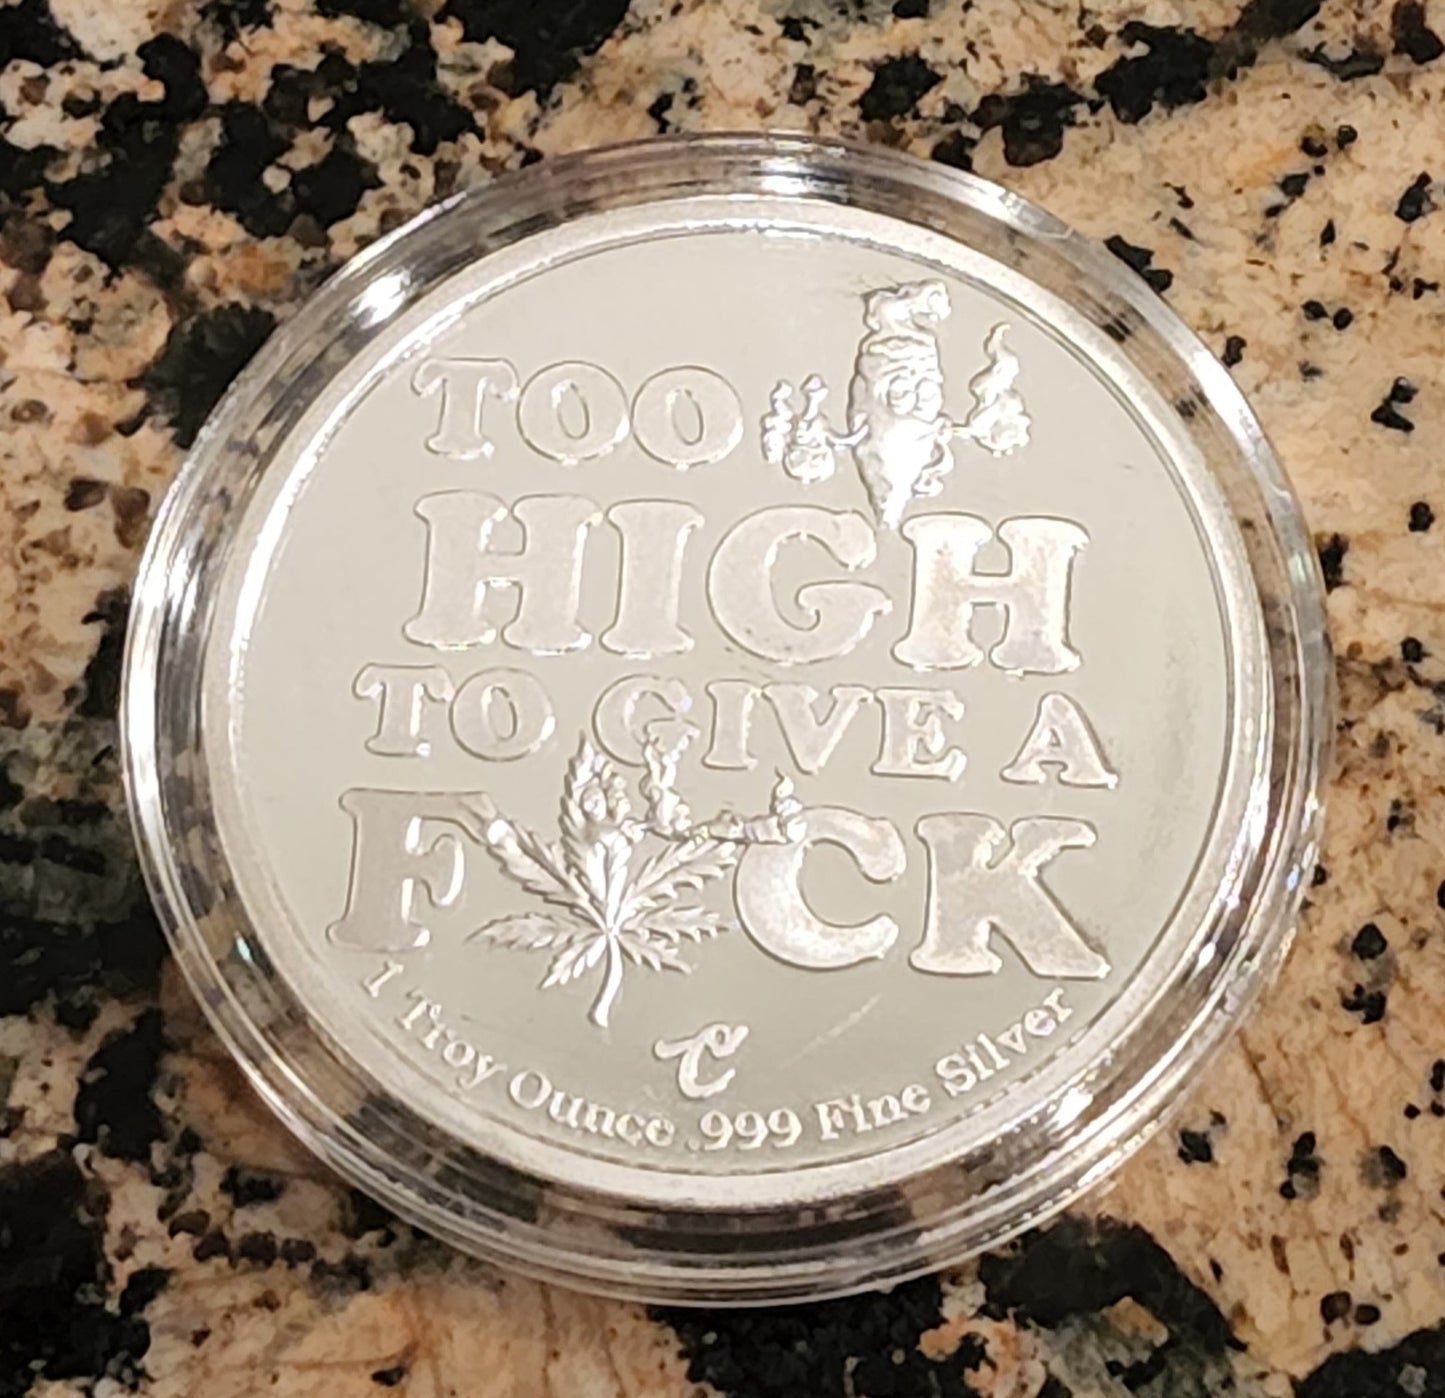 TOO
HIGH
TO GIVE A
F CK
C
1 Troy Ounce .999 Fine Silver